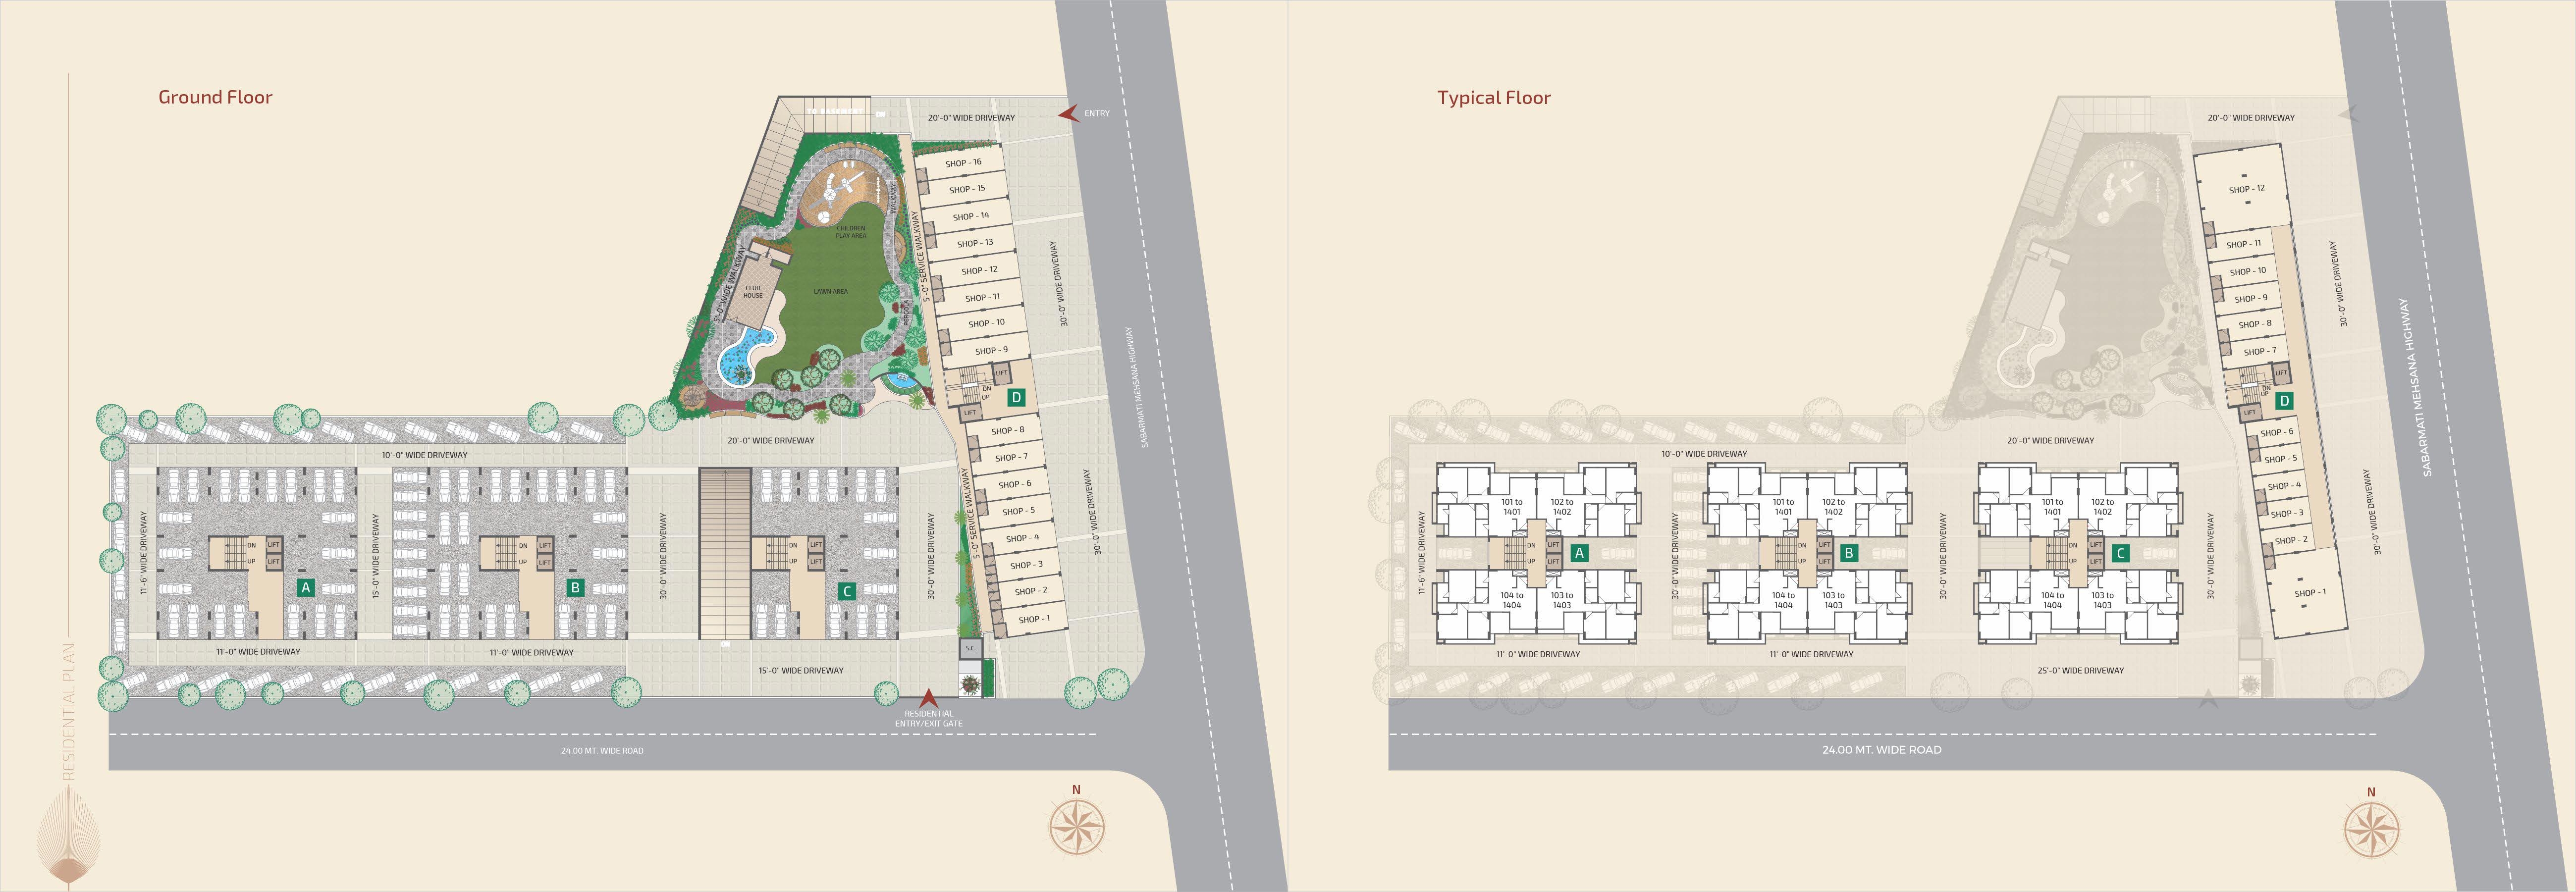 RESIDENTIAL PLAN
Ground Floor
TO BASEMENT
20'-0" WIDE DRIVEWAY
ENTRY
SHOP - 16
SHOP - 15
SHOP - 14
SHOP - 13
SHOP - 12
SHOP - 11
SHOP - 10
SHOP - 9
WALKWAY
CHILDREN
PLAY AREA
5'-0" SERVICE WALKWAY
5'-0" WIDE WALKWAY
CLUB
HOUSE
LAWN AREA
PERGOLA
30'-0" WIDE DRIVEWAY
SABARMATI MEHSANA HIGHWAY
LIFT
DN
UP
LIFT
D
SHOP - 8
SHOP - 7
SHOP - 6
SHOP - 5
SHOP - 4
SHOP - 3
SHOP - 2
SHOP - 1
5'-0" SERVICE WALKWAY
30'-0" WIDE DRIVEWAY
20'-0" WIDE DRIVEWAY
10'-0" WIDE DRIVEWAY
11'-6" WIDE DRIVEWAY
DN
UP
LIFT
LIFT
A
15'-0" WIDE DRIVEWAY
DN
UP
LIFT
LIFT
B
30'-0" WIDE DRIVEWAY
DN
UP
LIFT
LIFT
C
30'-0" WIDE DRIVEWAY
S.C.
11'-0" WIDE DRIVEWAY
11'-0" WIDE DRIVEWAY
15'-0" WIDE DRIVEWAY
RESIDENTIAL
ENTRY/EXIT GATE
24.00 MT. WIDE ROAD
N
Typical Floor
20'-0" WIDE DRIVEWAY
SHOP - 12
SHOP - 11
SHOP - 10
SHOP - 9
SHOP - 8
SHOP - 7
30'-0" WIDE DRIVEWAY
SABARMATI MEHSANA HIGHWAY
LIFT
DN
UP
LIFT
D
SHOP - 6
SHOP - 5
SHOP - 4
SHOP - 3
SHOP - 2
SHOP - 1
30'-0" WIDE DRIVEWAY
20'-0" WIDE DRIVEWAY
10'-0" WIDE DRIVEWAY
11'-6" WIDE DRIVEWAY
101 to
1401
102 to
1402
DN
UP
LIFT
LIFT
A
104 to
1404
103 to
1403
30'-0" WIDE DRIVEWAY
101 to
1401
102 to
1402
DN
UP
LIFT
LIFT
B
104 to
1404
103 to
1403
30'-0" WIDE DRIVEWAY
101 to
1401
102 to
1402
DN
UP
LIFT
LIFT
C
104 to
1404
103 to
1403
30'-0" WIDE DRIVEWAY
11'-0" WIDE DRIVEWAY
11'-0" WIDE DRIVEWAY
25'-0" WIDE DRIVEWAY
24.00 MT. WIDE ROAD
N